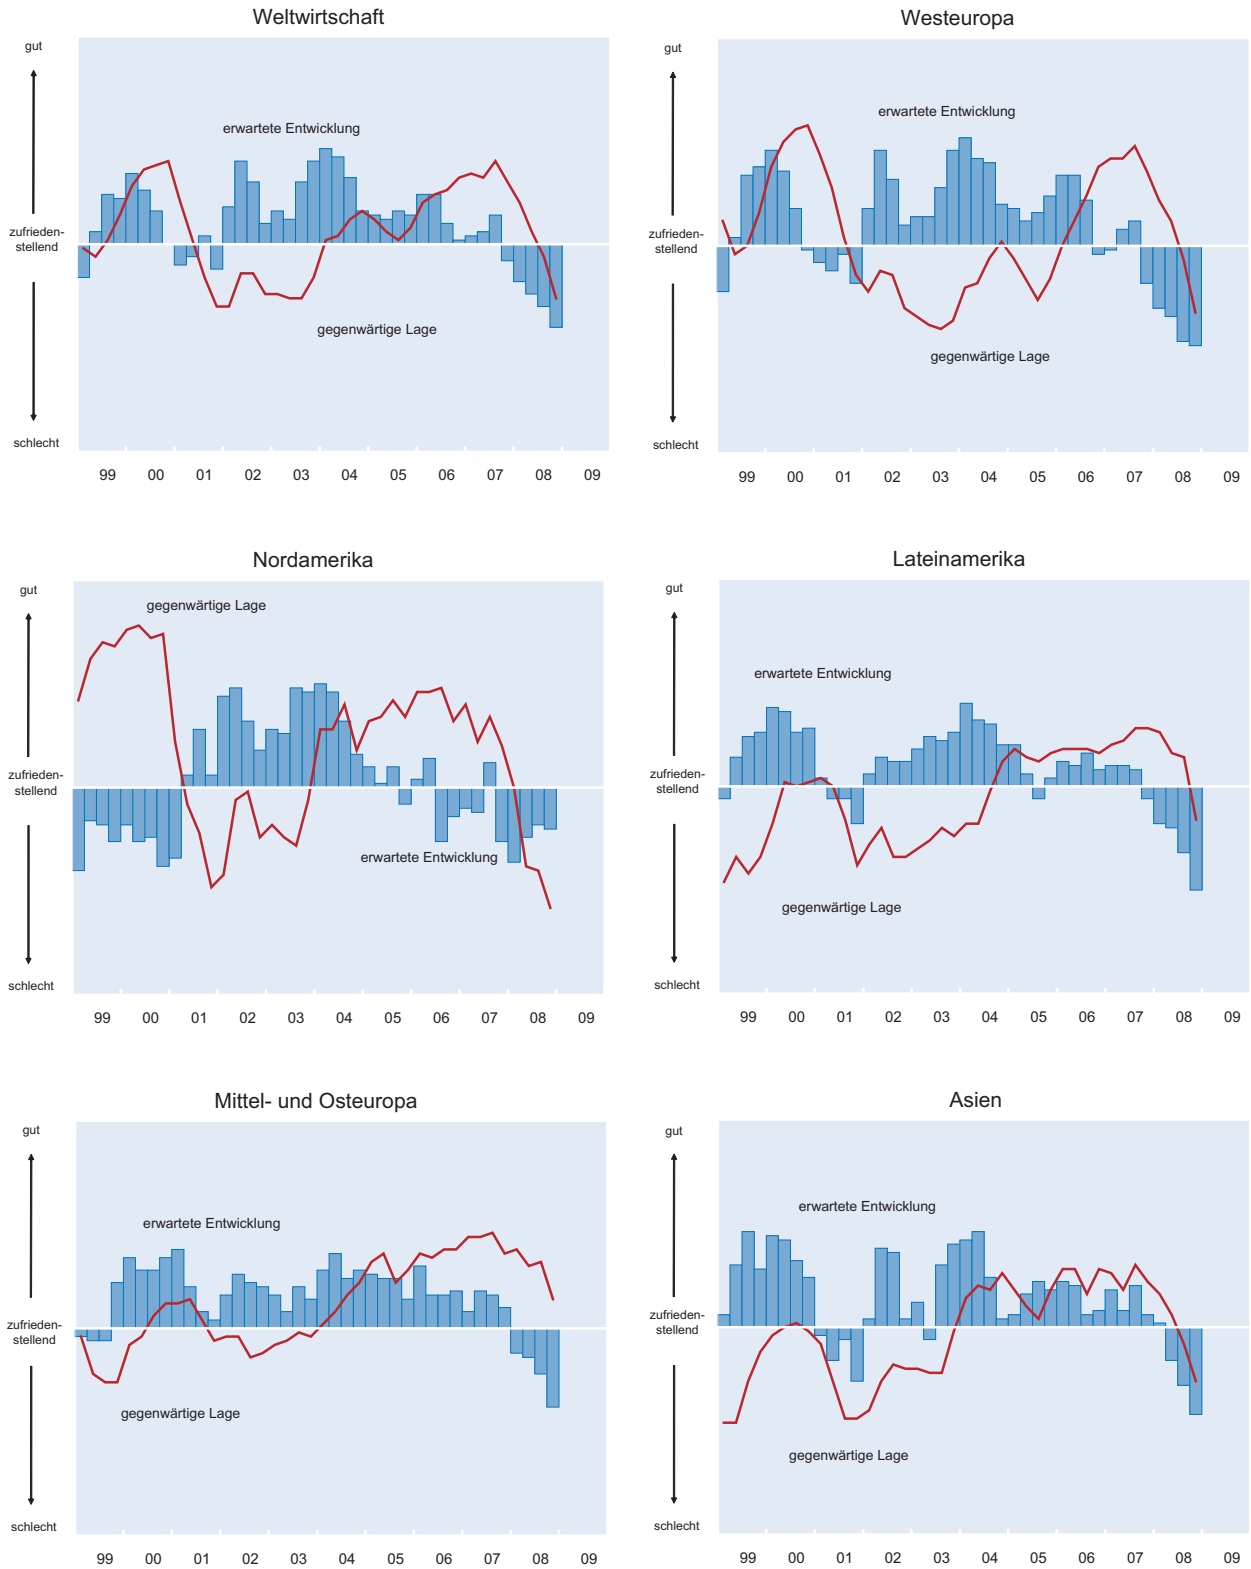 Weltwirtschaft
gut
erwartete Entwicklung
zufrieden-
stellend
gegenwärtige Lage
schlecht
99 00 01 02 03 04 05 06 07 08 09
Westeuropa
gut
erwartete Entwicklung
zufrieden-
stellend
gegenwärtige Lage
schlecht
99 00 01 02 03 04 05 06 07 08 09
Nordamerika
gut
gegenwärtige Lage
zufrieden-
stellend
erwartete Entwicklung
schlecht
99 00 01 02 03 04 05 06 07 08 09
Lateinamerika
gut
erwartete Entwicklung
zufrieden-
stellend
gegenwärtige Lage
schlecht
99 00 01 02 03 04 05 06 07 08 09
Mittel- und Osteuropa
gut
erwartete Entwicklung
zufrieden-
stellend
gegenwärtige Lage
schlecht
99 00 01 02 03 04 05 06 07 08 09
Asien
gut
erwartete Entwicklung
zufrieden-
stellend
gegenwärtige Lage
schlecht
99 00 01 02 03 04 05 06 07 08 09